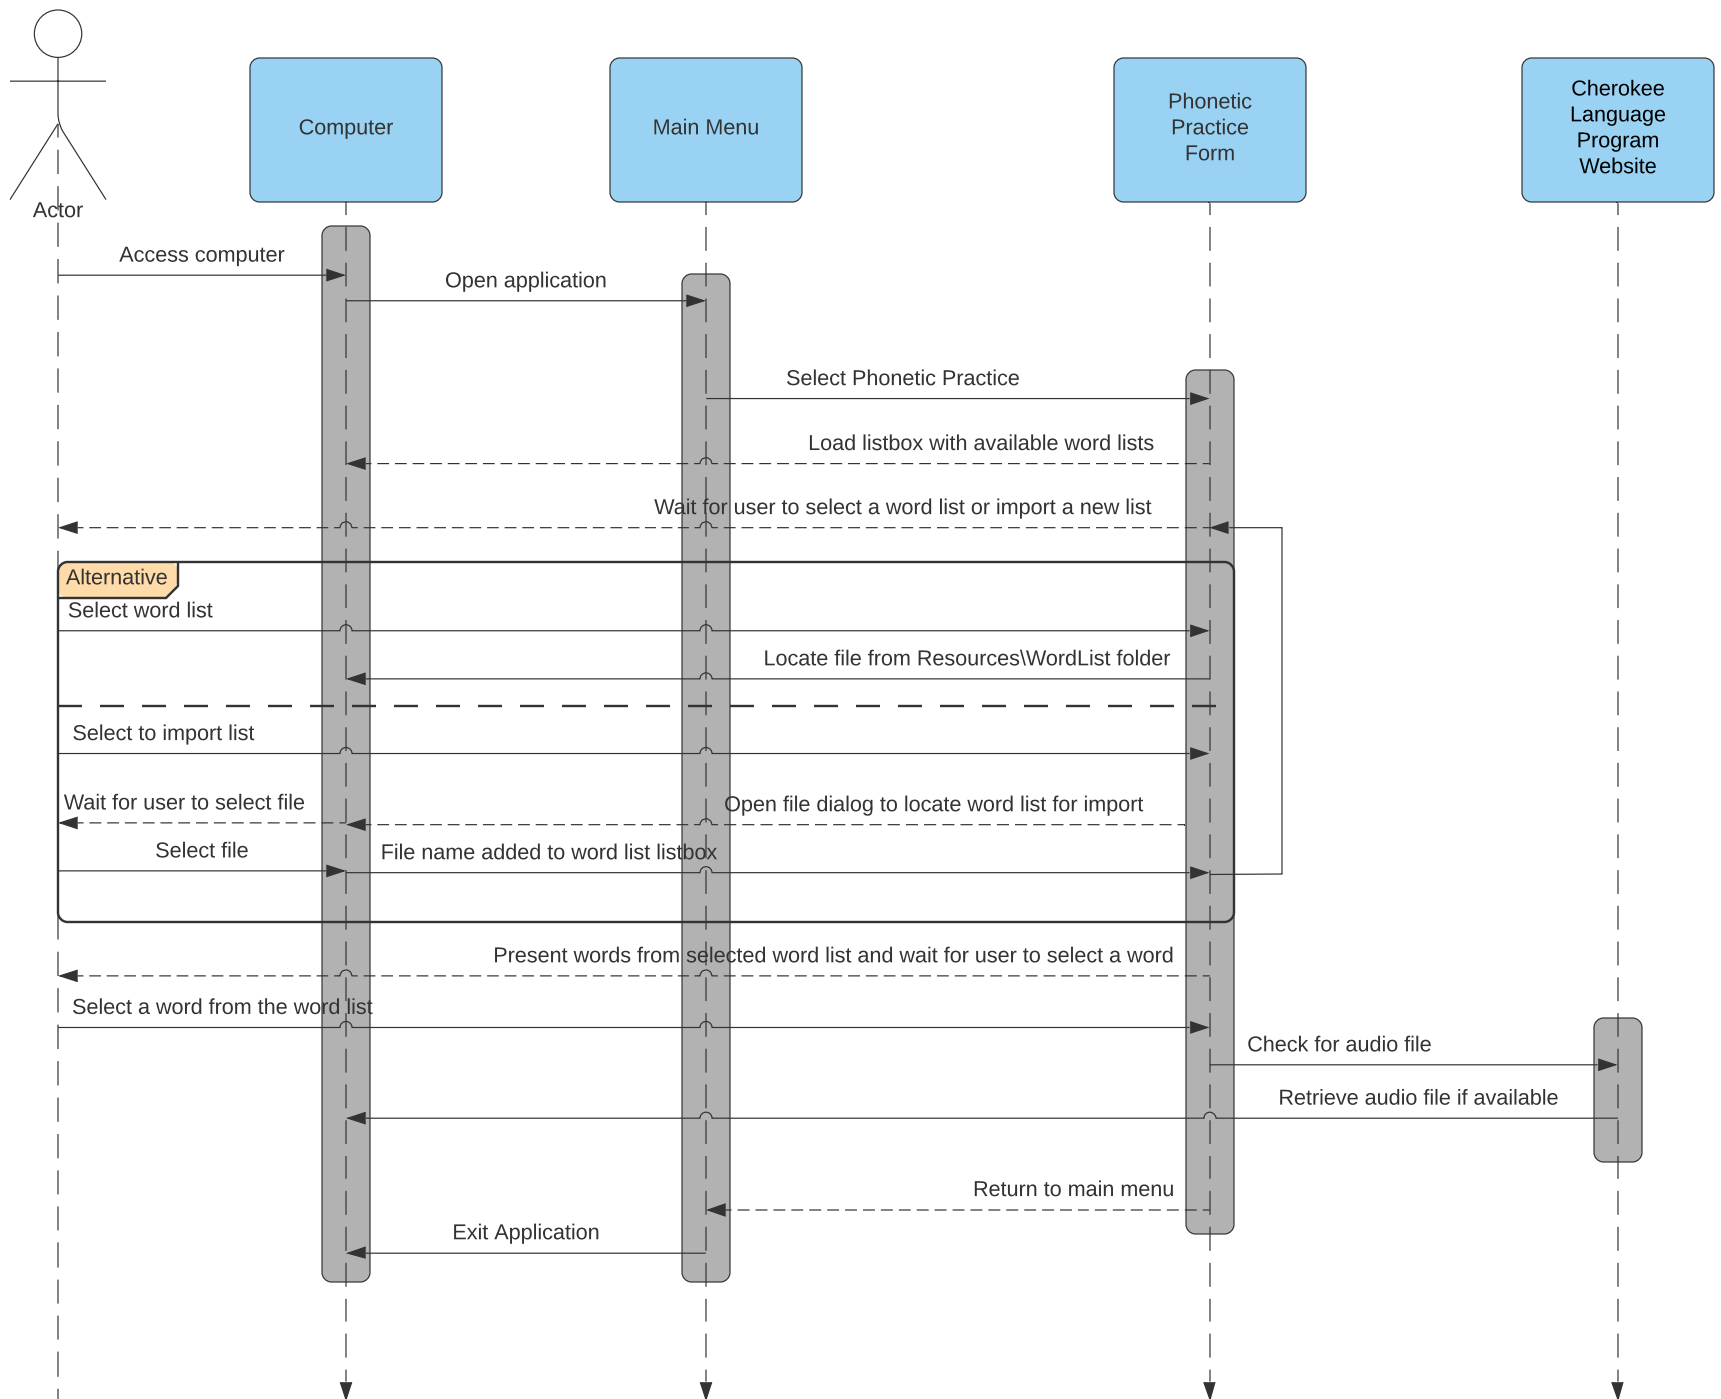 Actor
Computer
Main Menu
Phonetic
Practice
Form
Cherokee
Language
Program
Website
Access computer
Open application
Select Phonetic Practice
Load listbox with available word lists
Wait for user to select a word list or import a new list
Alternative
Select word list
Locate file from Resources\WordList folder
Select to import list
Wait for user to select file
Open file dialog to locate word list for import
Select file
File name added to word list listbox
Present words from selected word list and wait for user to select a word
Select a word from the word list
Check for audio file
Retrieve audio file if available
Return to main menu
Exit Application